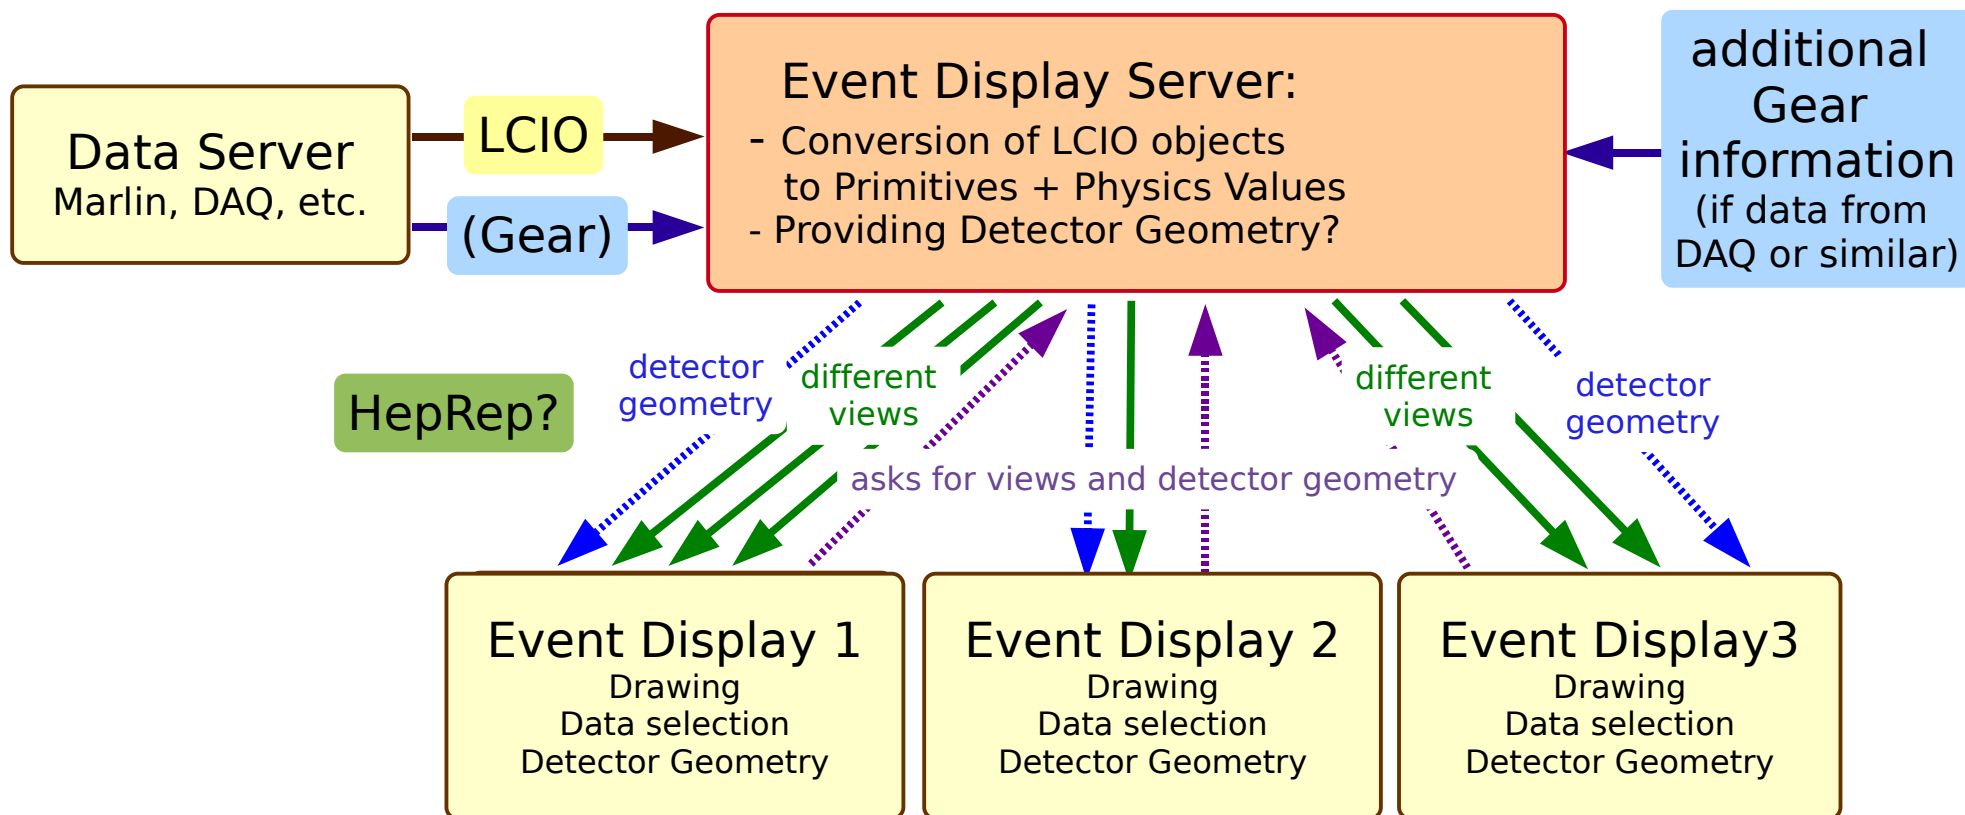 Data Server
Marlin, DAQ, etc.
LCIO
(Gear)
Event Display Server:
- Conversion of LCIO objects
to Primitives + Physics Values
- Providing Detector Geometry?
additional
Gear
information
(if data from
DAQ or similar)
HepRep?
detector
geometry
different
views
different
views
detector
geometry
asks for views and detector geometry
Event Display 1
Drawing
Data selection
Detector Geometry
Event Display 2
Drawing
Data selection
Detector Geometry
Event Display3
Drawing
Data selection
Detector Geometry